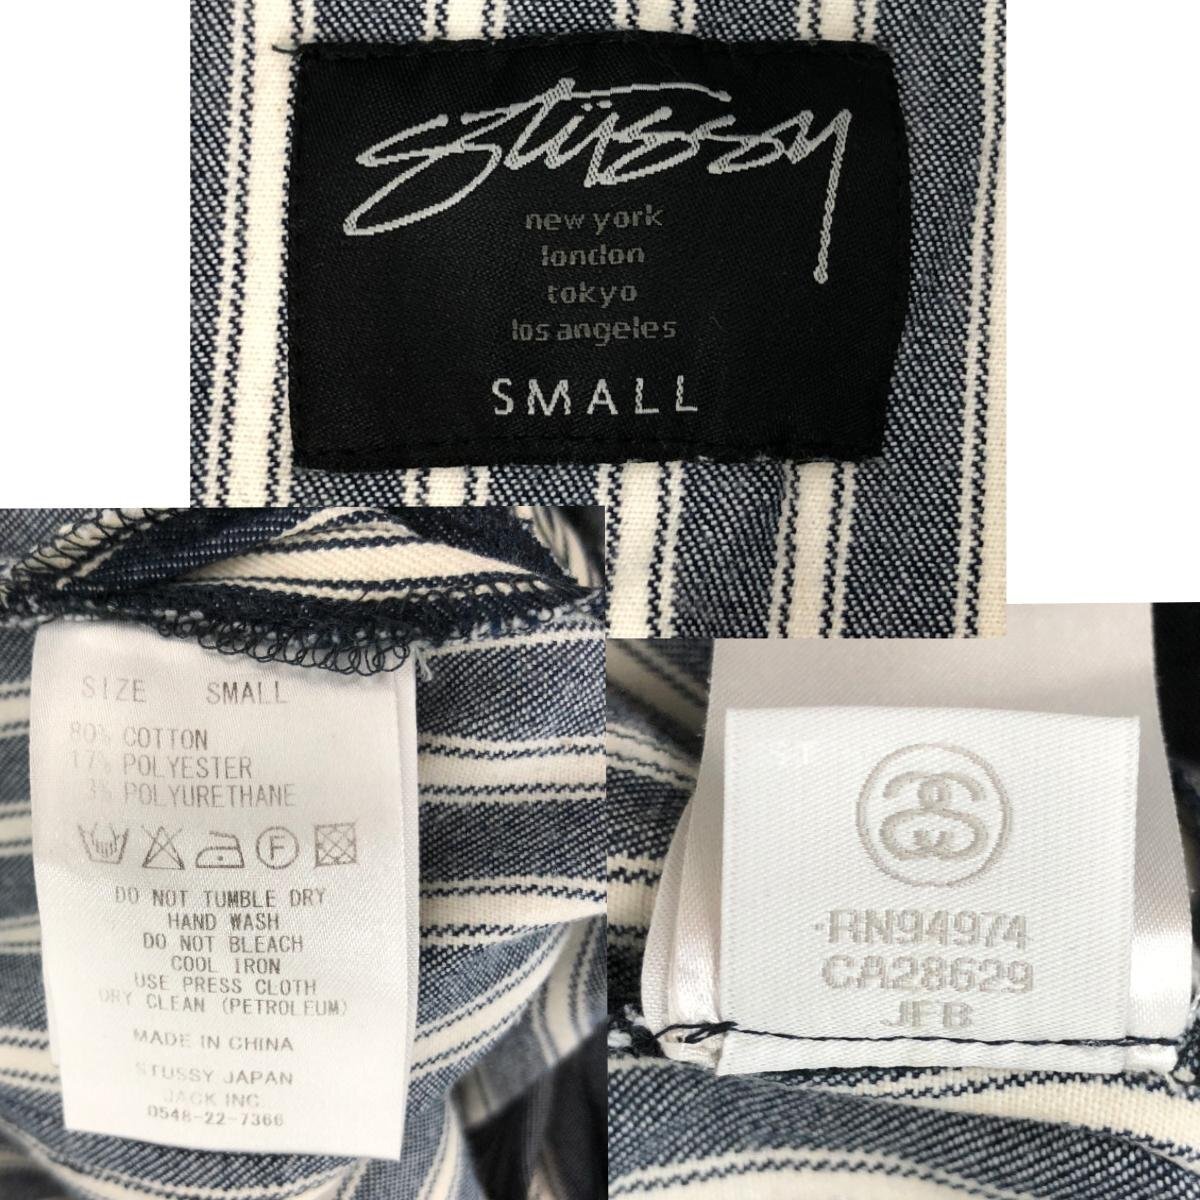 stüssy
new york
london
tokyo
los angeles
SMALL
SIZE SMALL
80% COTTON
17% POLYESTER
3% POLYURETHANE
F
DO NOT TUMBLE DRY
HAND WASH
DO NOT BLEACH
COOL IRON
USE PRESS CLOTH
DRY CLEAN (PETROLEUM)
MADE IN CHINA
STUSSY JAPAN
JACK INC.
0548-22-7366
RN94974
CA28629
JFB